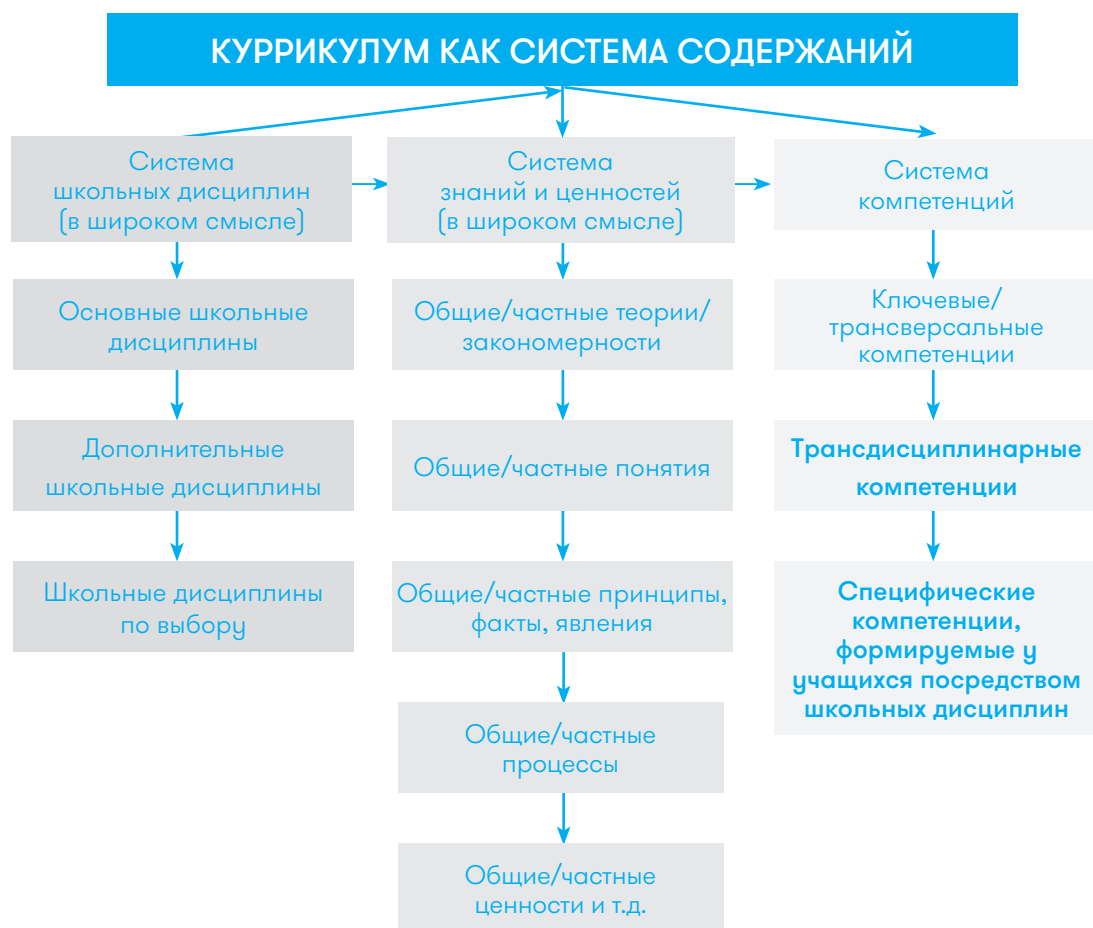 КУРРИКУЛУМ КАК СИСТЕМА СОДЕРЖАНИЙ
Система
школьных дисциплин
(в широком смысле)
Основные школьные
дисциплины
Дополнительные
школьные дисциплины
Школьные дисциплины
по выбору
Система
знаний и ценностей
(в широком смысле)
Общие/частные теории/
закономерности
Общие/частные понятия
Общие/частные принципы,
факты, явления
Общие/частные
процессы
Общие/частные
ценности и т.д.
Система
компетенций
Ключевые/
трансверсальные
компетенции
Трансдисциплинарные
компетенции
Специфические
компетенции,
формируемые у
учащихся посредством
школьных дисциплин